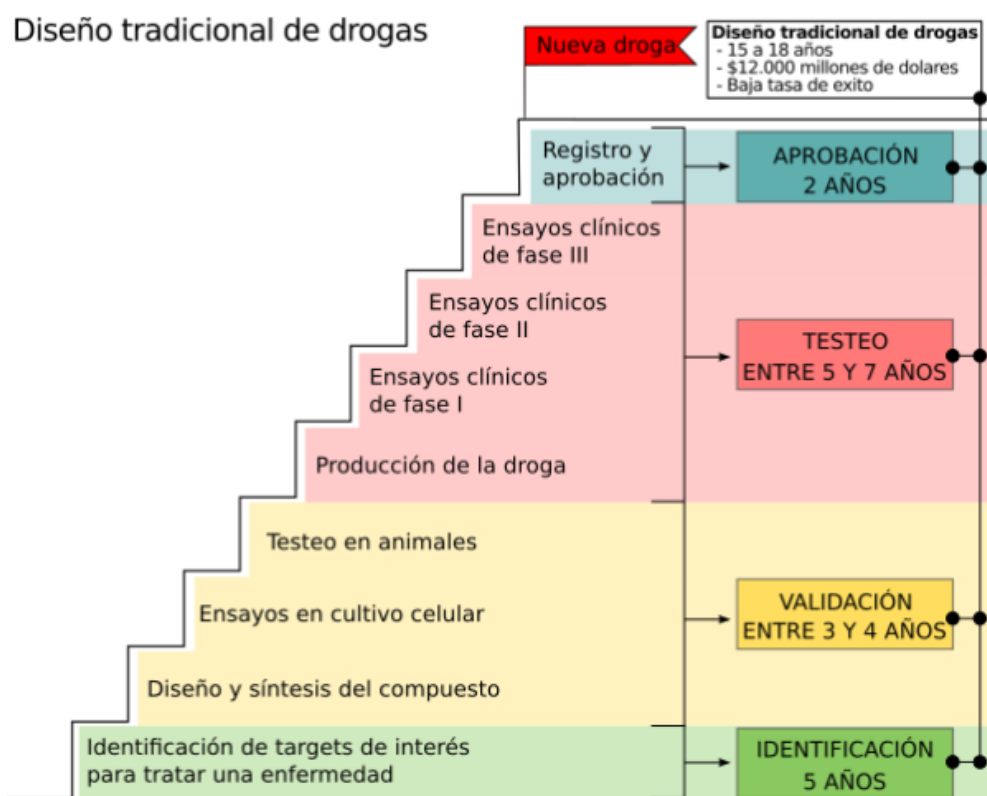 Diseño tradicional de drogas
Nueva droga
Diseño tradicional de drogas
- 15 a 18 años
- $12.000 millones de dolares
- Baja tasa de exito
Registro y
aprobación
APROBACIÓN
2 AÑOS
Ensayos clínicos
de fase III
Ensayos clínicos
de fase II
Ensayos clínicos
de fase I
Producción de la droga
TESTEO
ENTRE 5 Y 7 AÑOS
Testeo en animales
Ensayos en cultivo celular
Diseño y síntesis del compuesto
VALIDACIÓN
ENTRE 3 Y 4 AÑOS
Identificación de targets de interés
para tratar una enfermedad
IDENTIFICACIÓN
5 AÑOS